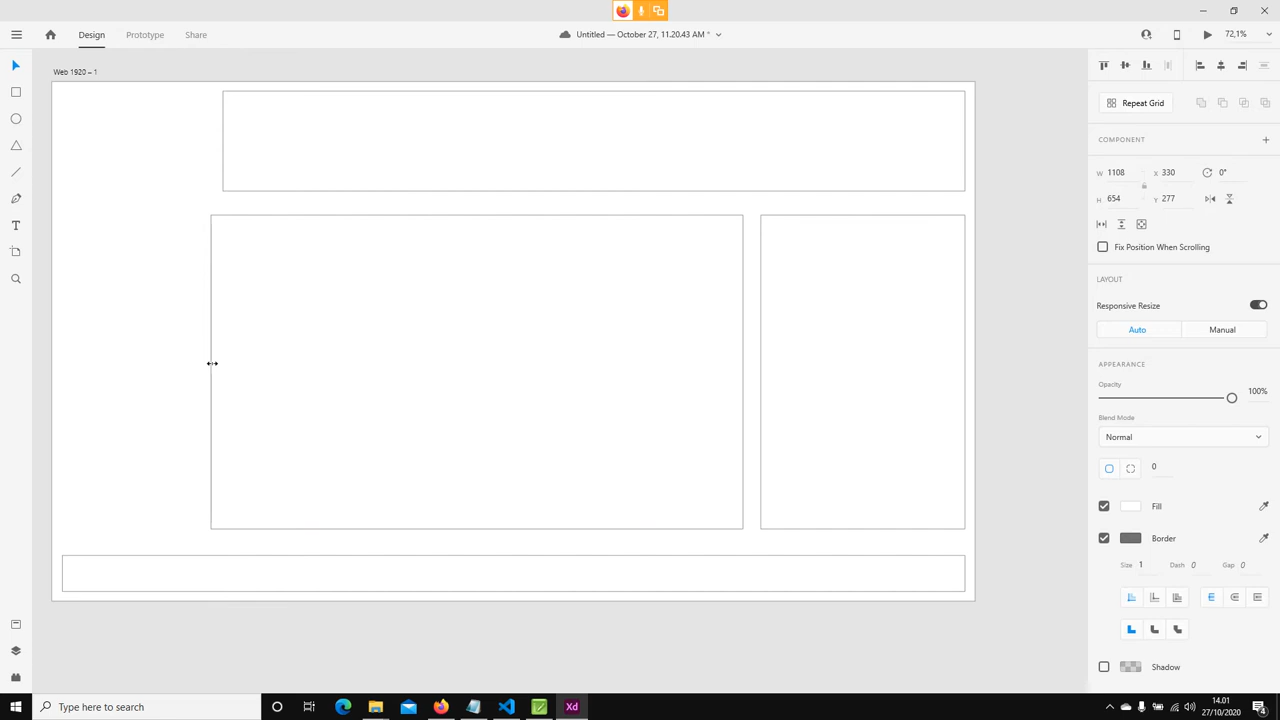 Design
Prototype
Share
Untitled — October 27, 11.20.43 AM *
72,1%
Web 1920 – 1
Repeat Grid
COMPONENT
W 1108
X 330
0°
H 654
Y 277
Fix Position When Scrolling
LAYOUT
Responsive Resize
Auto
Manual
APPEARANCE
Opacity
100%
Blend Mode
Normal
0
Fill
Border
Size 1
Dash 0
Gap 0
Shadow
Type here to search
Xd
14.01
27/10/2020
4